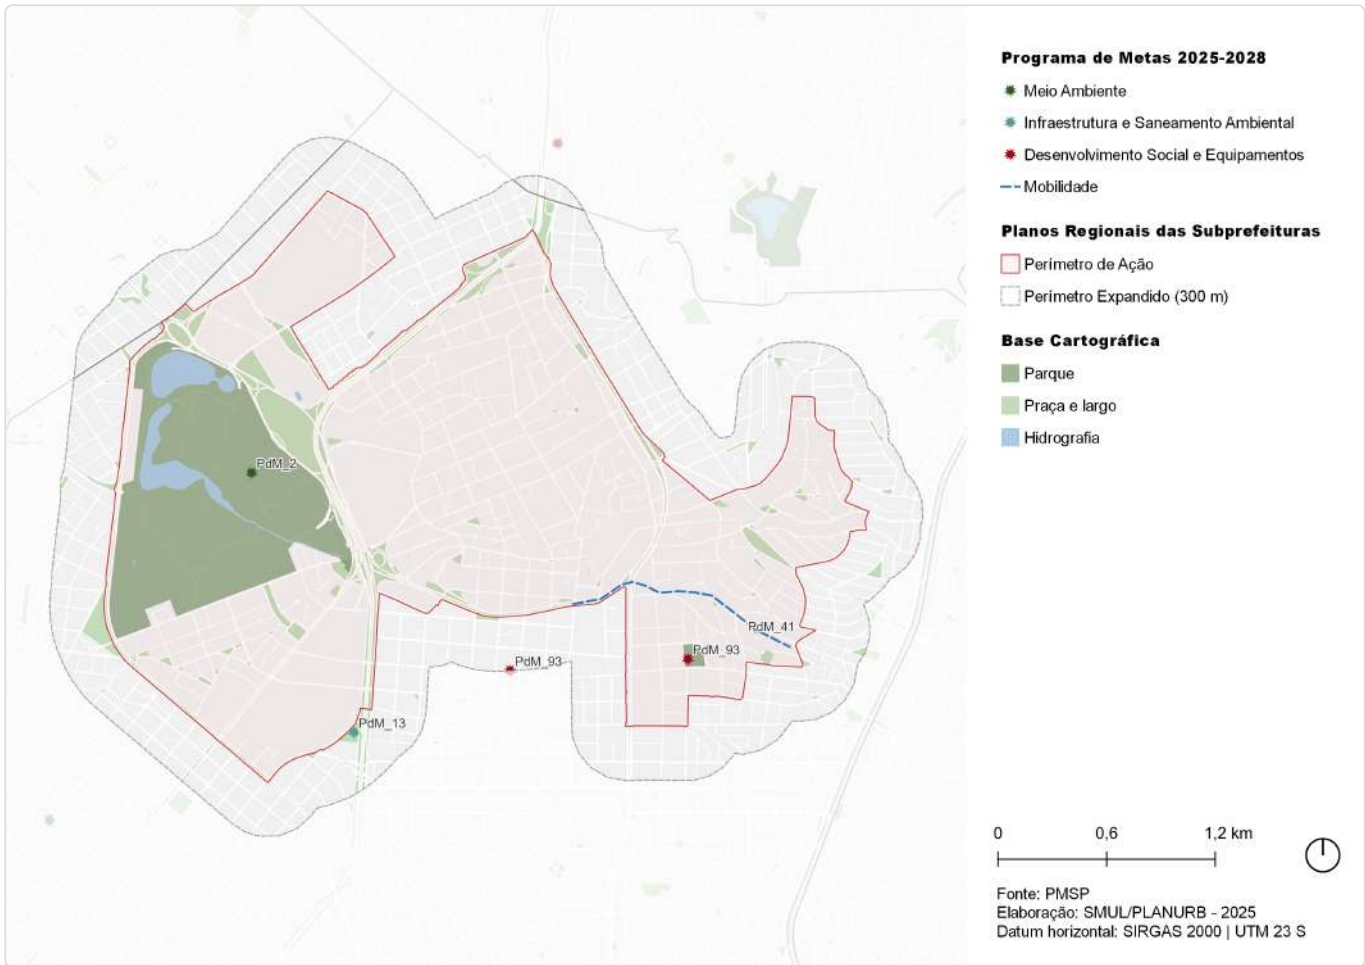 Programa de Metas 2025-2028
Meio Ambiente
Infraestrutura e Saneamento Ambiental
Desenvolvimento Social e Equipamentos
Mobilidade
Planos Regionais das Subprefeituras
Perímetro de Ação
Perímetro Expandido (300 m)
Base Cartográfica
Parque
Praça e largo
Hidrografia
PdM_2
PdM_41
PdM_93
PdM_93
PdM_13
0 0,6 1,2 km
Fonte: PMSP
Elaboração: SMUL/PLANURB - 2025
Datum horizontal: SIRGAS 2000 | UTM 23 S